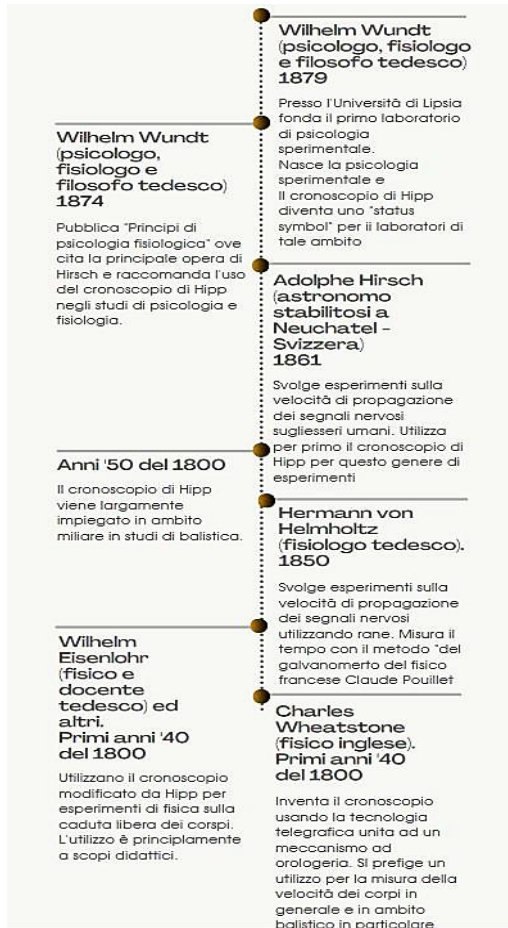 Wilhelm Wundt
(psicologo, fisiologo
e filosofo tedesco)
1879
Presso l'Università di Lipsia
fonda il primo laboratorio
di psicologia
sperimentale.
Nasce la psicologia
sperimentale e
Il cronoscopio di Hipp
diventa uno "status
symbol" per ii laboratori di
tale ambito
Wilhelm Wundt
(psicologo,
fisiologo e
filosofo tedesco)
1874
Pubblica "Principi di
psicologia fisiologica" ove
cita la principale opera di
Hirsch e raccomanda l'uso
del cronoscopio di Hipp
negli studi di psicologia e
fisiologia.
Adolphe Hirsch
(astronomo
stabilitosi a
Neuchatel -
Svizzera)
1861
Svolge esperimenti sulla
velocità di propagazione
dei segnali nervosi
sugliesseri umani. Utilizza
per primo il cronoscopio di
Hipp per questo genere di
esperimenti
Anni '50 del 1800
Il cronoscopio di Hipp
viene largamente
impiegato in ambito
miliare in studi di balistica.
Hermann von
Helmholtz
(fisiologo tedesco).
1850
Svolge esperimenti sulla
velocità di propagazione
dei segnali nervosi
utilizzando rane. Misura il
tempo con il metodo "del
galvanomerto del fisico
francese Claude Pouillet
Wilhelm
Eisenlohr
(fisico e
docente
tedesco) ed
altri.
Primi anni '40
del 1800
Utilizzano il cronoscopio
modificato da Hipp per
esperimenti di fisica sulla
caduta libera dei corspi.
L'utilizzo è principlamente
a scopi didattici.
Charles
Wheatstone
(fisico inglese).
Primi anni '40
del 1800
Inventa il cronoscopio
usando la tecnologia
telegrafica unita ad un
meccanismo ad
orologeria. SI prefige un
utilizzo per la misura della
velocità dei corpi in
generale e in ambito
balistico in particolare